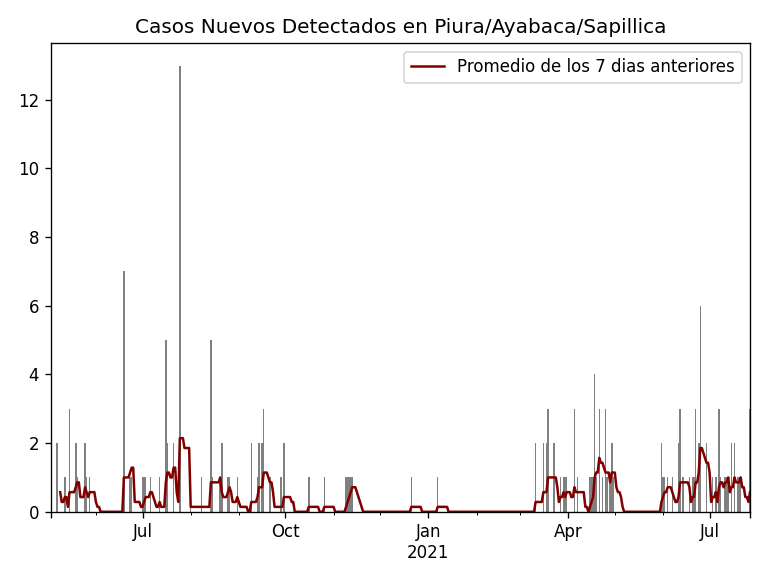 Casos Nuevos Detectados en Piura/Ayabaca/Sapillica
Promedio de los 7 dias anteriores
12
10
8
6
4
2
0
Jul
Oct
Jan
2021
Apr
Jul